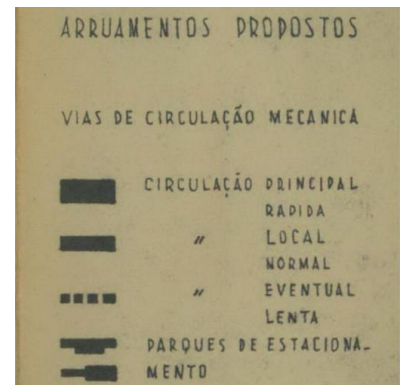 ARRUAMENTOS PROPOSTOS
VIAS DE CIRCULAÇÃO MECANICA
CIRCULAÇÃO PRINCIPAL
RAPIDA
" LOCAL
NORMAL
" EVENTUAL
LENTA
PARQUES DE ESTACIONA-
MENTO